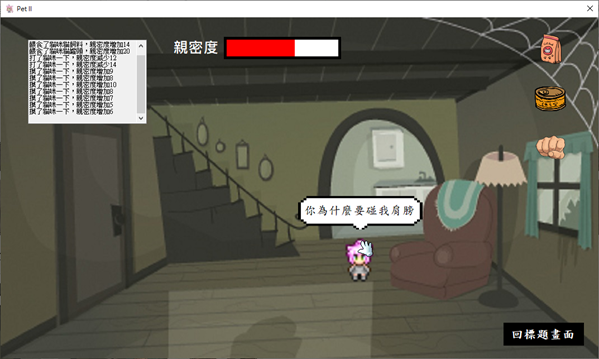 Pet II
餵食了貓咪貓飼料，親密度增加14
餵食了貓咪貓罐頭，親密度增加20
打了貓咪一下，親密度減少12
打了貓咪一下，親密度減少14
摸了貓咪一下，親密度增加9
摸了貓咪一下，親密度增加8
摸了貓咪一下，親密度增加10
摸了貓咪一下，親密度增加8
摸了貓咪一下，親密度增加7
摸了貓咪一下，親密度增加5
摸了貓咪一下，親密度增加6
親密度
你為什麼要碰我肩膀
回標題畫面